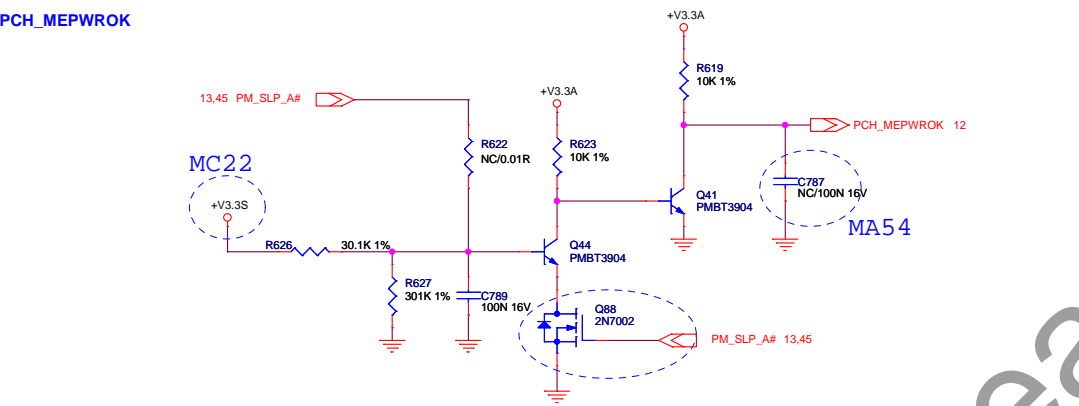 PCH_MEPWROK
+V3.3A
R619
10K 1%
13,45 PM_SLP_A#
+V3.3A
PCH_MEPWROK 12
R622
NC/0.01R
R623
10K 1%
MC22
C787
NC/100N 16V
+V3.3S
Q41
PMBT3904
MA54
R626
30.1K 1%
Q44
PMBT3904
R627
301K 1%
C789
100N 16V
Q88
2N7002
PM_SLP_A# 13,45